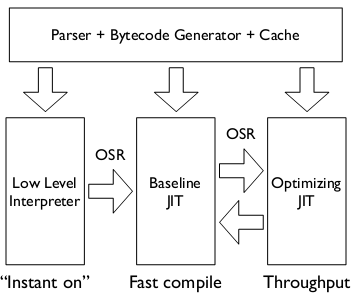 Parser + Bytecode Generator + Cache
OSR
OSR
Low Level
Interpreter
Baseline
JIT
Optimizing
JIT
“Instant on”
Fast compile
Throughput